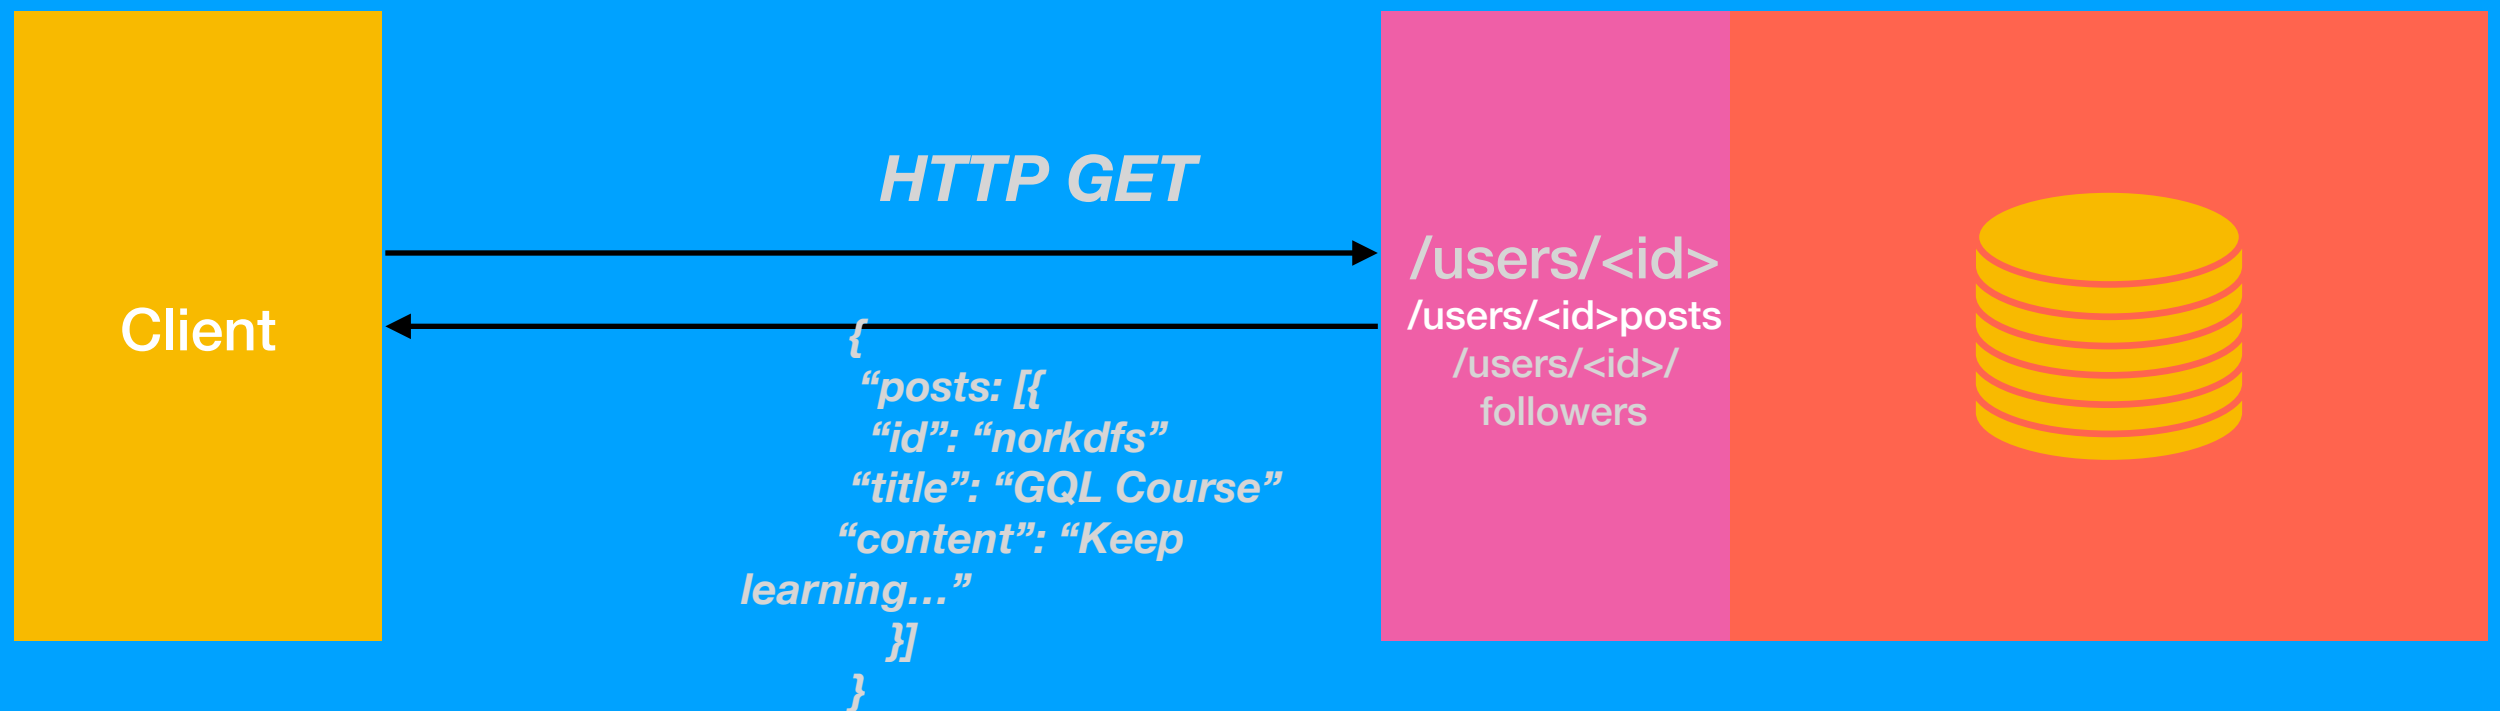 HTTP GET
Client
/users/<id>
/users/<id>posts
/users/<id>/
followers
{
“posts: [{
“id”: “norkdfs”
“title”: “GQL Course”
“content”: “Keep
learning…”
}]
}